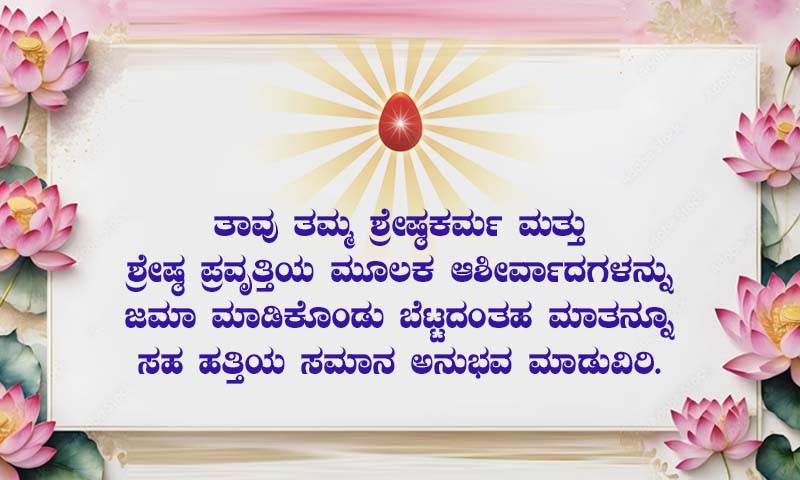 ತಾವು ತಮ್ಮ ಶ್ರೇಷ್ಠಕರ್ಮ ಮತ್ತು
ಶ್ರೇಷ್ಠ ಪ್ರವೃತ್ತಿಯ ಮೂಲಕ ಆಶೀರ್ವಾದಗಳನ್ನು
ಜಮಾ ಮಾಡಿಕೊಂಡು ಬೆಟ್ಟದಂತಹ ಮಾತನ್ನೂ
ಸಹ ಹತ್ತಿಯ ಸಮಾನ ಅನುಭವ ಮಾಡುವಿರಿ.